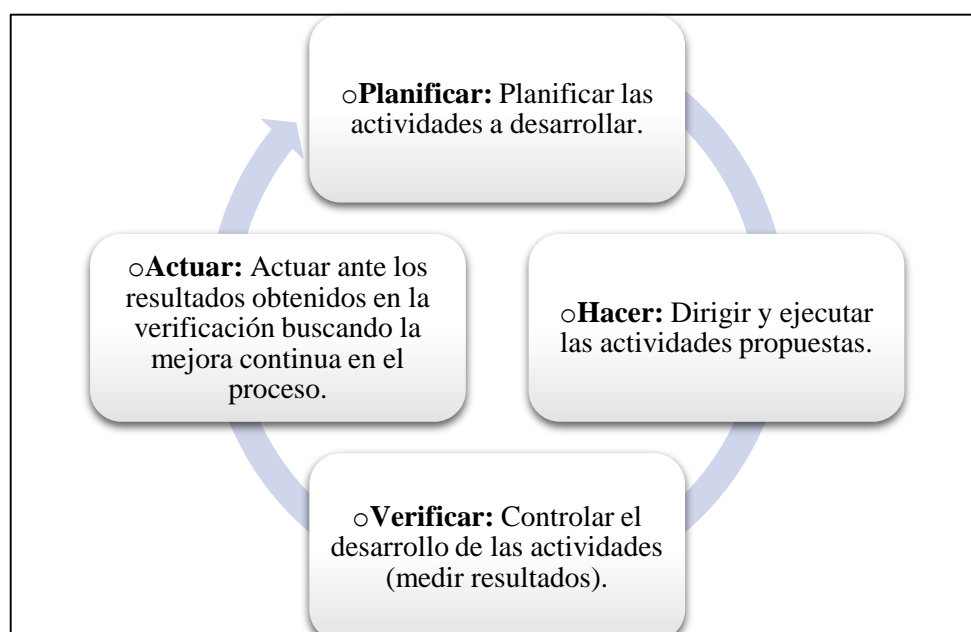 oPlanificar: Planificar las
actividades a desarrollar.
oHacer: Dirigir y ejecutar
las actividades propuestas.
oVerificar: Controlar el
desarrollo de las actividades
(medir resultados).
oActuar: Actuar ante los
resultados obtenidos en la
verificación buscando la
mejora continua en el
proceso.